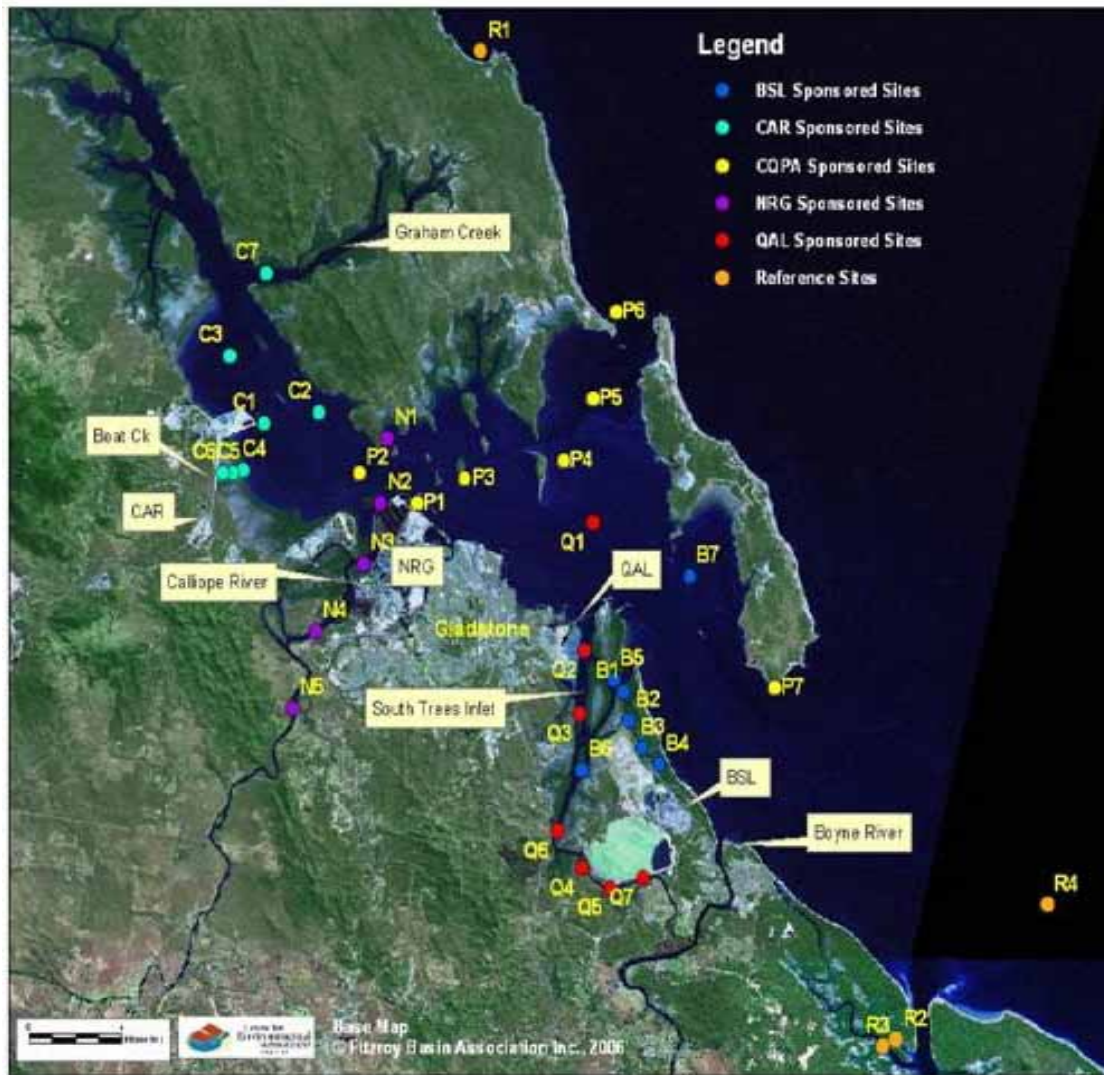 R1
Legend
BSL Sponsored Sites
CAR Sponsored Sites
CQPA Sponsored Sites
NRG Sponsored Sites
QAL Sponsored Sites
Reference Sites
Graham Creek
C7
P6
C3
P5
C2
C1
N1
Boat Ck
C6
C5
C4
P2
P4
P3
N2
P1
CAR
Q1
N3
B7
NRG
QAL
Calliope River
N4
Gladstone
Q2
B1
B5
P7
B2
N5
South Trees Inlet
Q3
B3
B4
B6
BSL
Boyne River
Q6
Q4
Q7
Q5
R4
R3
R2
Base Map
© Fitzroy Basin Association Inc., 2006